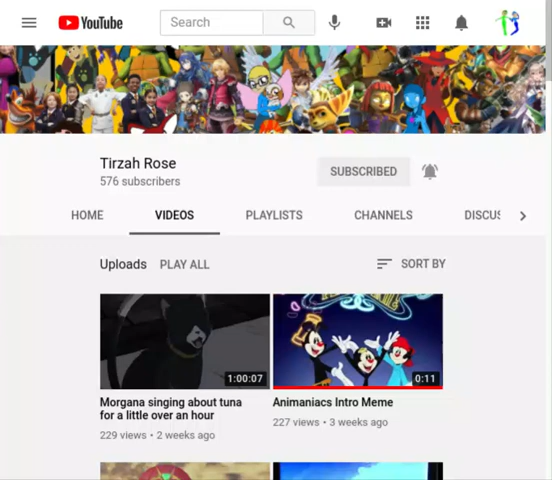 YouTube
Search
Tirzah Rose
576 subscribers
SUBSCRIBED
HOME
VIDEOS
PLAYLISTS
CHANNELS
DISCUS
Uploads
PLAY ALL
SORT BY
1:00:07
0:11
Morgana singing about tuna
for a little over an hour
229 views • 2 weeks ago
Animaniacs Intro Meme
227 views • 3 weeks ago